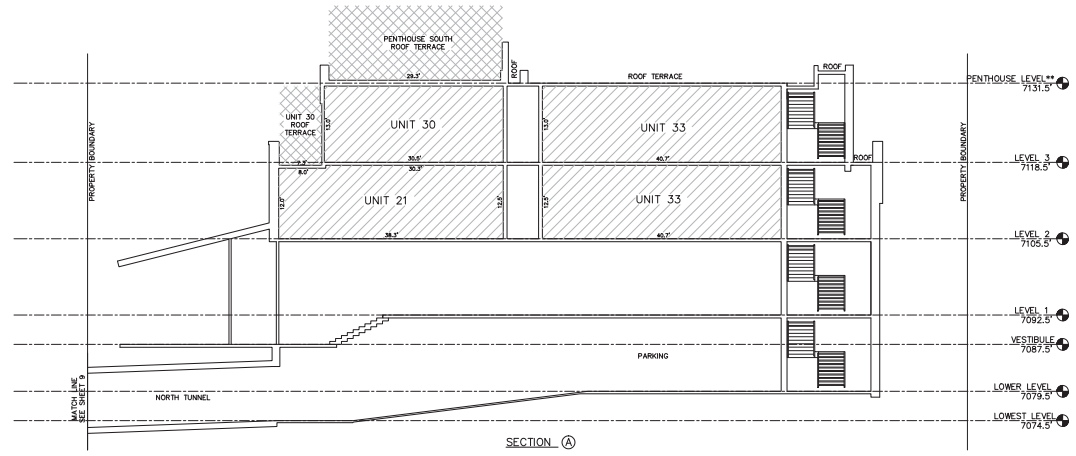 PENTHOUSE SOUTH
ROOF TERRACE
29.3'
ROOF
ROOF TERRACE
ROOF
PENTHOUSE LEVEL**
7131.5'
UNIT 30
ROOF
TERRACE
13.0'
UNIT 30
13.0'
UNIT 33
PROPERTY BOUNDARY
PROPERTY BOUNDARY
7.3'
8.0'
30.5'
30.3'
40.7'
ROOF
LEVEL 3
7118.5'
12.0'
UNIT 21
12.5'
12.5'
UNIT 33
38.3'
40.7'
LEVEL 2
7105.5'
LEVEL 1
7092.5'
VESTIBULE
7087.5'
PARKING
MATCH LINE
SEE SHEET 9
NORTH TUNNEL
LOWER LEVEL
7079.5'
LOWEST LEVEL
7074.5'
SECTION A